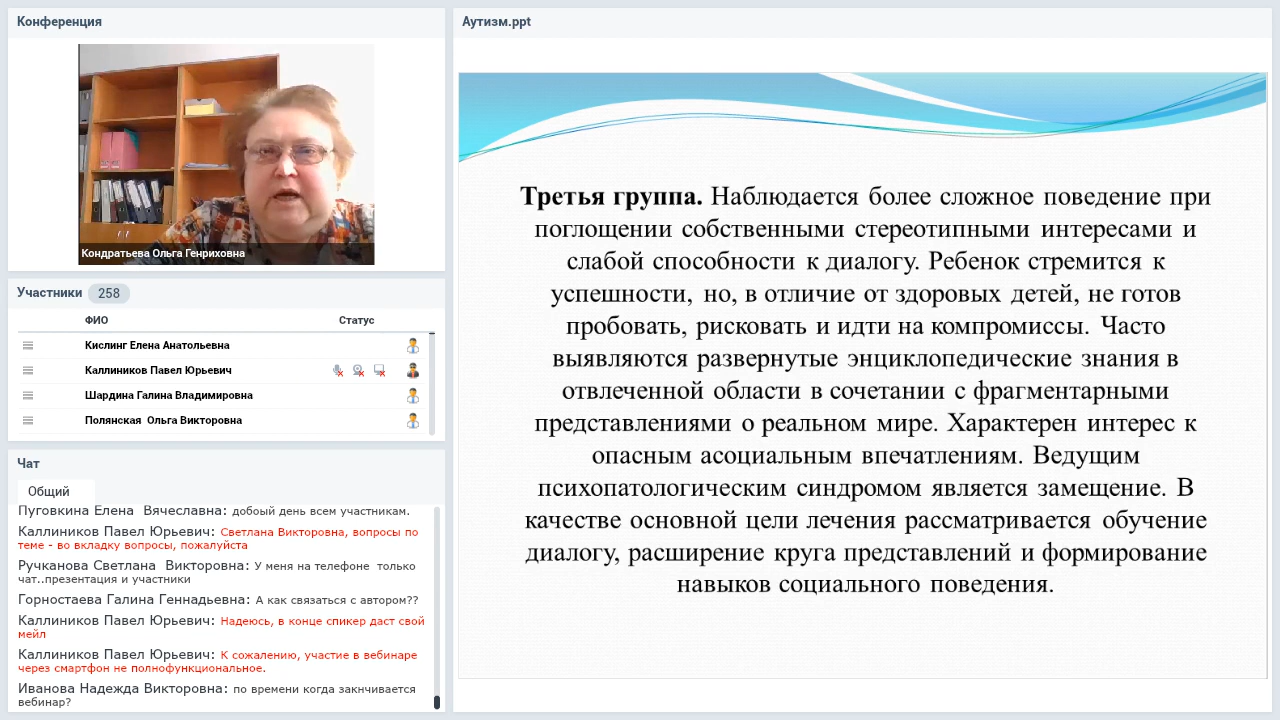 Конференция
Кондратьева Ольга Генриховна
Участники 258
ФИО Статус
Кислинг Елена Анатольевна
Каллиников Павел Юрьевич
Шардина Галина Владимировна
Полянская Ольга Викторовна
Чат
Общий
Пуговкина Елена Вячеславна: добоый день всем участникам.
Каллиников Павел Юрьевич: Светлана Викторовна, вопросы по
теме - во вкладку вопросы, пожалуйста
Ручканова Светлана Викторовна: У меня на телефоне только
чат..презентация и участники
Горностаева Галина Геннадьевна: А как связаться с автором??
Каллиников Павел Юрьевич: Надеюсь, в конце спикер даст свой
мейл
Каллиников Павел Юрьевич: К сожалению, участие в вебинаре
через смартфон не полнофункциональное.
Иванова Надежда Викторовна: по времени когда закнчивается
вебинар?
Аутизм.ppt
Третья группа. Наблюдается более сложное поведение при
поглощении собственными стереотипными интересами и
слабой способности к диалогу. Ребенок стремится к
успешности, но, в отличие от здоровых детей, не готов
пробовать, рисковать и идти на компромиссы. Часто
выявляются развернутые энциклопедические знания в
отвлеченной области в сочетании с фрагментарными
представлениями о реальном мире. Характерен интерес к
опасным асоциальным впечатлениям. Ведущим
психопатологическим синдромом является замещение. В
качестве основной цели лечения рассматривается обучение
диалогу, расширение круга представлений и формирование
навыков социального поведения.